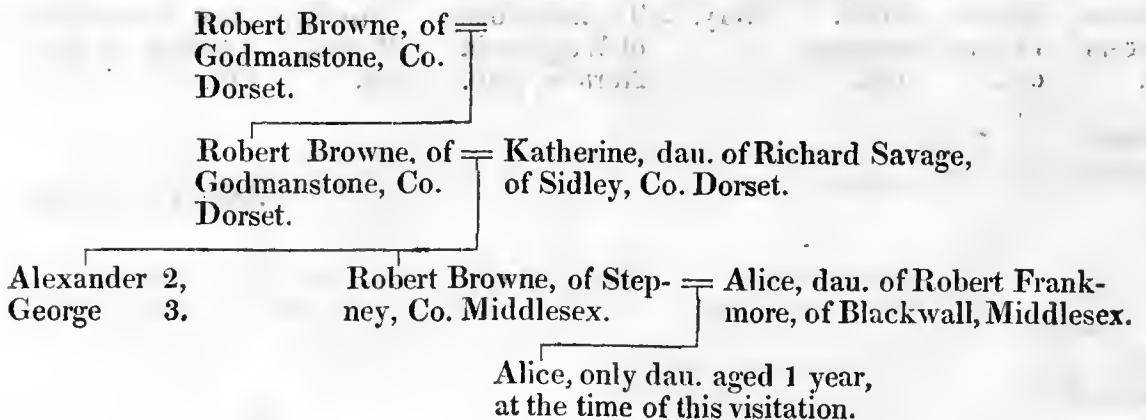 Robert Browne, of
Godmanstone, Co.
Dorset.
Robert Browne, of = Katherine, dau. of Richard Savage,
Godmanstone, Co. of Sidley, Co. Dorset.
Dorset.
Alexander 2,
George 3.
Robert Browne, of Step-
ney, Co. Middlesex.
Alice, dau. of Robert Frank-
more, of Blackwall, Middlesex.
Alice, only dau. aged 1 year,
at the time of this visitation.